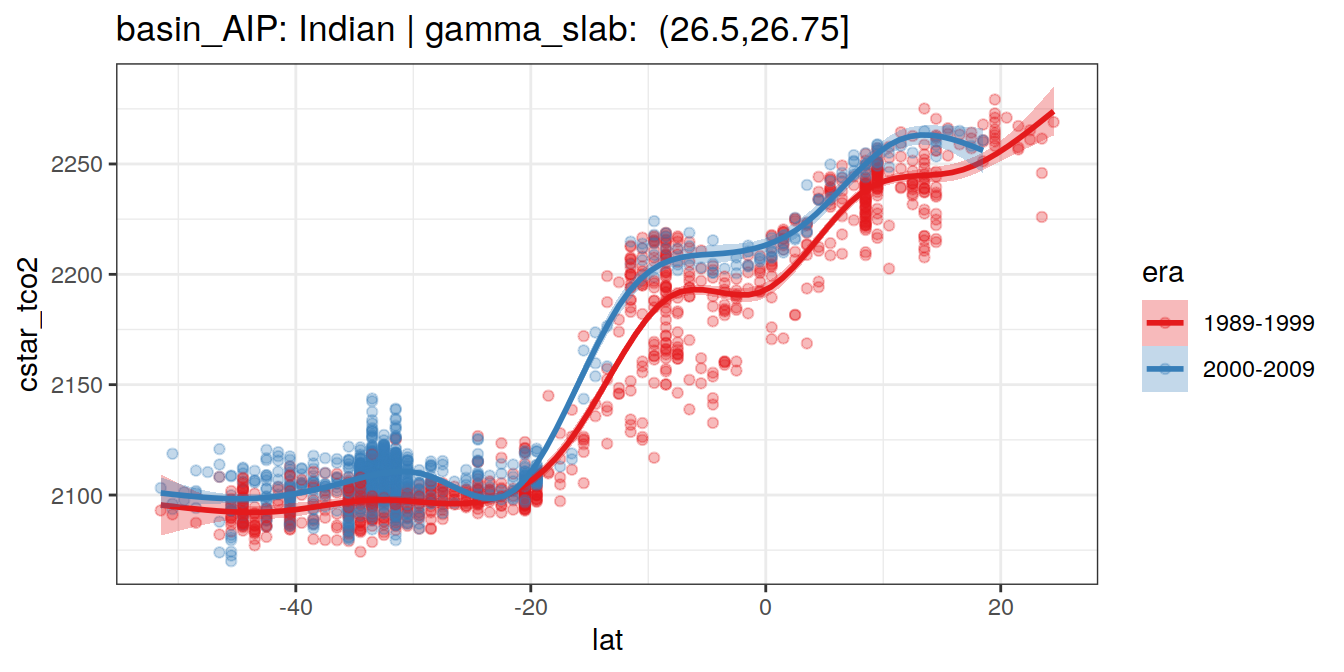 basin_AIP: Indian | gamma_slab:  (26.5,26.75]
cstar_tco2
2250
2200
2150
2100
-40
-20
0
20
lat
era
1989-1999
2000-2009